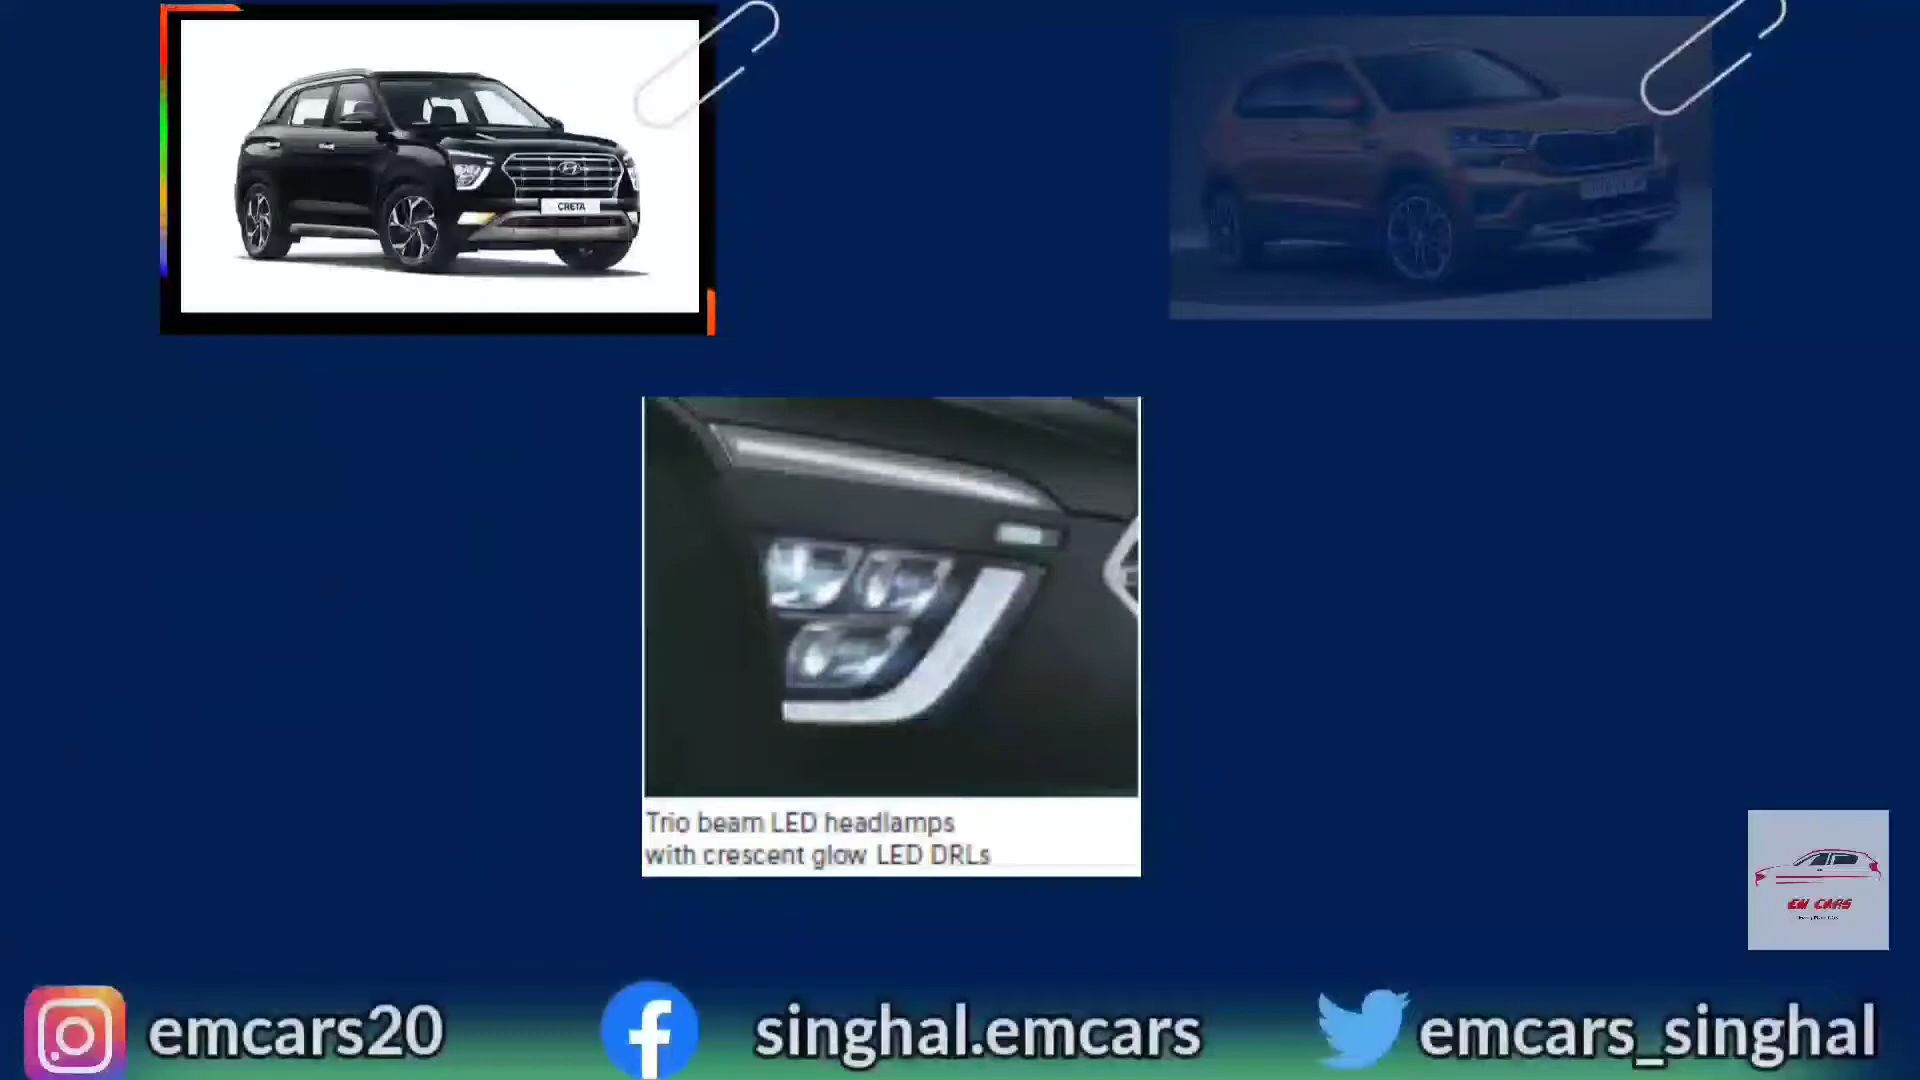 CRETA
Trio beam LED headlamps
with crescent glow LED DRLs
EM CARS
emcars20
singhal.emcars
emcars_singhal